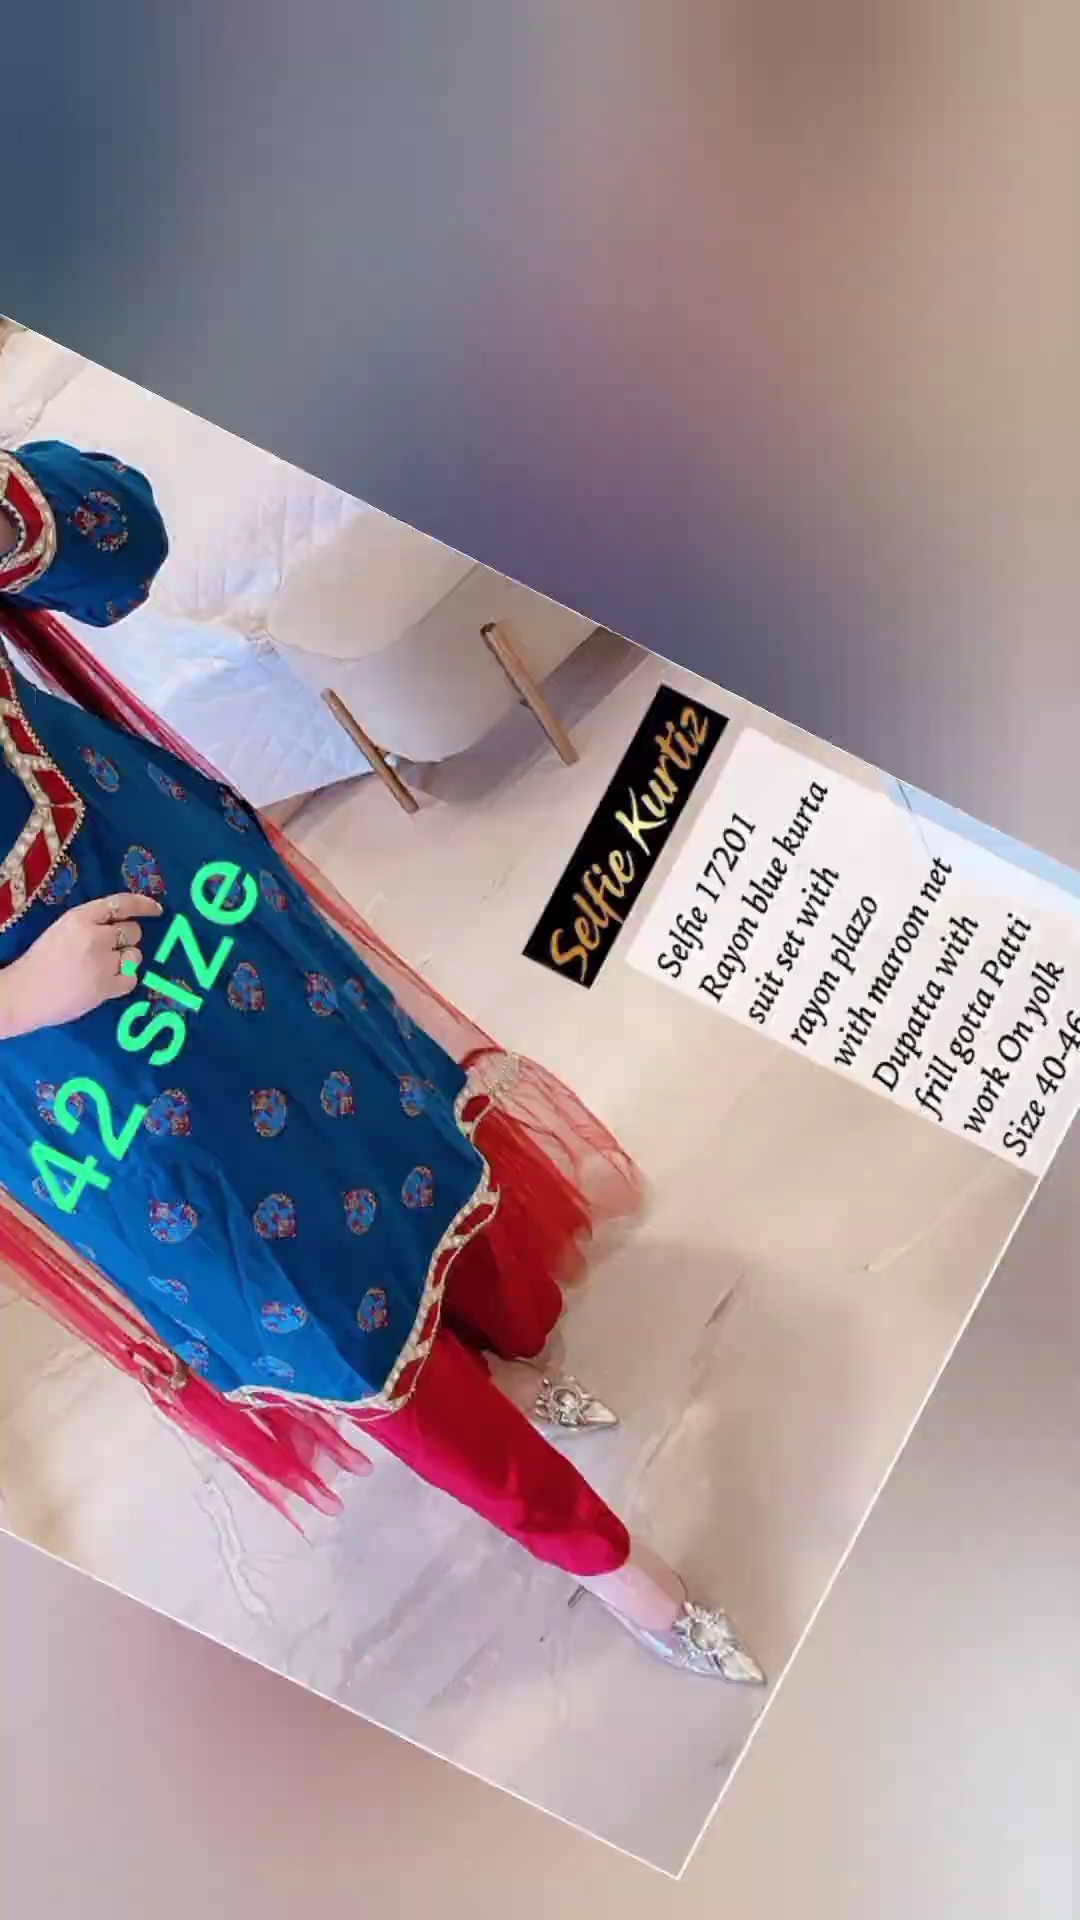 Selfie Kurtiz
Selfie 17201
Rayon blue kurta
suit set with
rayon plazo
with maroon net
Dupatta with
frill gotta Patti
work On yolk
Size 40-46
42 size